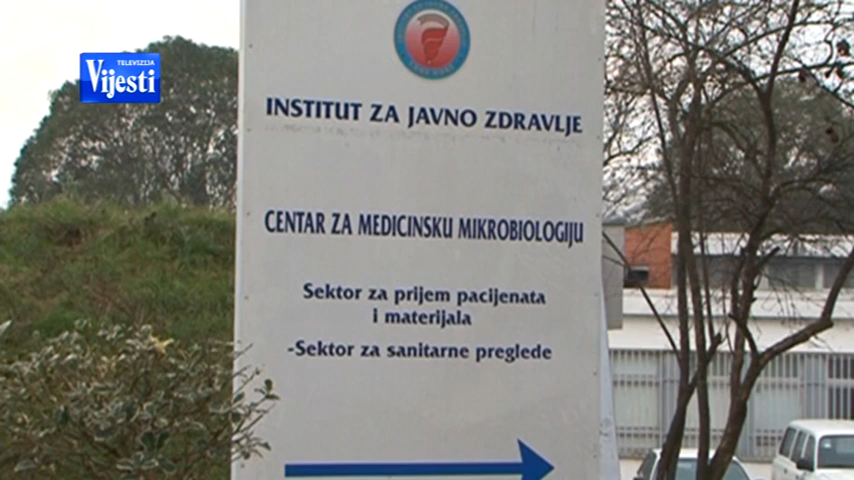 TELEVIZIJA
Vijesti
INSTITUT ZA JAVNO ZDRAVLJE
CENTAR ZA MEDICINSKU MIKROBIOLOGIJU
Sektor za prijem pacijenata
i materijala
-Sektor za sanitarne preglede